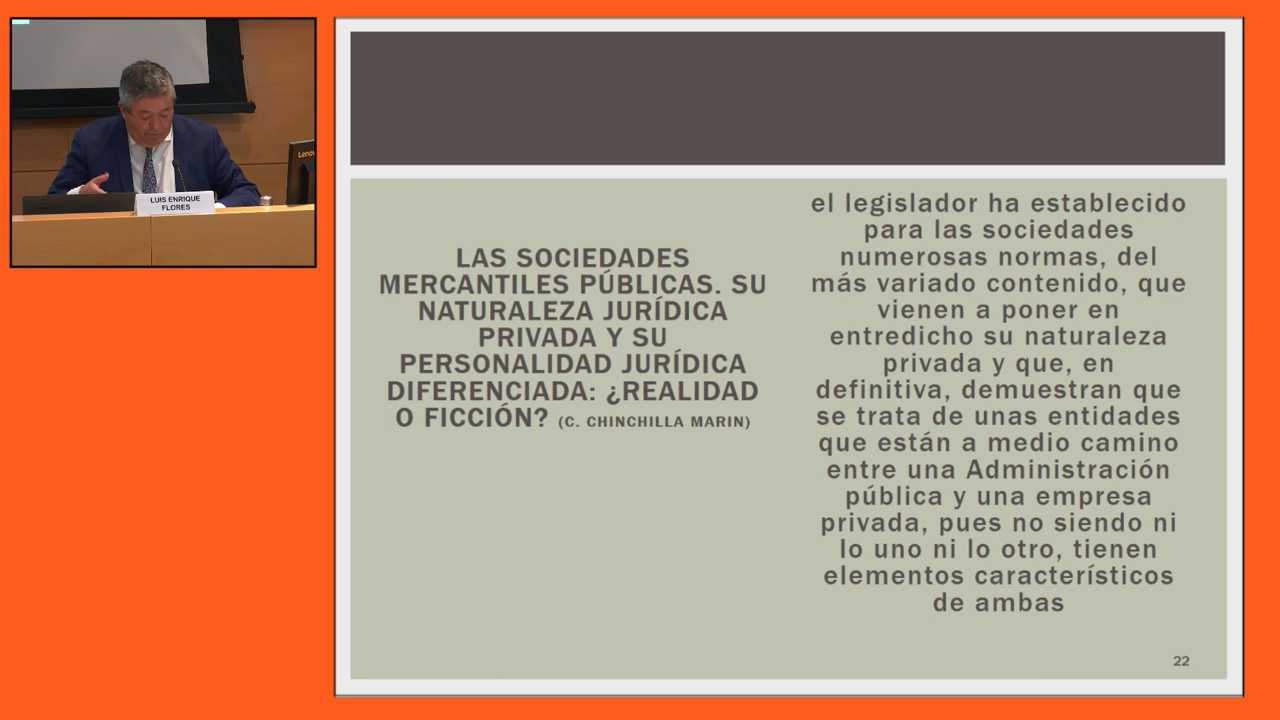 Lenovo
LUIS ENRIQUE
FLORES
LAS SOCIEDADES
MERCANTILES PÚBLICAS. SU
NATURALEZA JURÍDICA
PRIVADA Y SU
PERSONALIDAD JURÍDICA
DIFERENCIADA: ¿REALIDAD
O FICCIÓN? (C. CHINCHILLA MARIN)
el legislador ha establecido
para las sociedades
numerosas normas, del
más variado contenido, que
vienen a poner en
entredicho su naturaleza
privada y que, en
definitiva, demuestran que
se trata de unas entidades
que están a medio camino
entre una Administración
pública y una empresa
privada, pues no siendo ni
lo uno ni lo otro, tienen
elementos característicos
de ambas
22